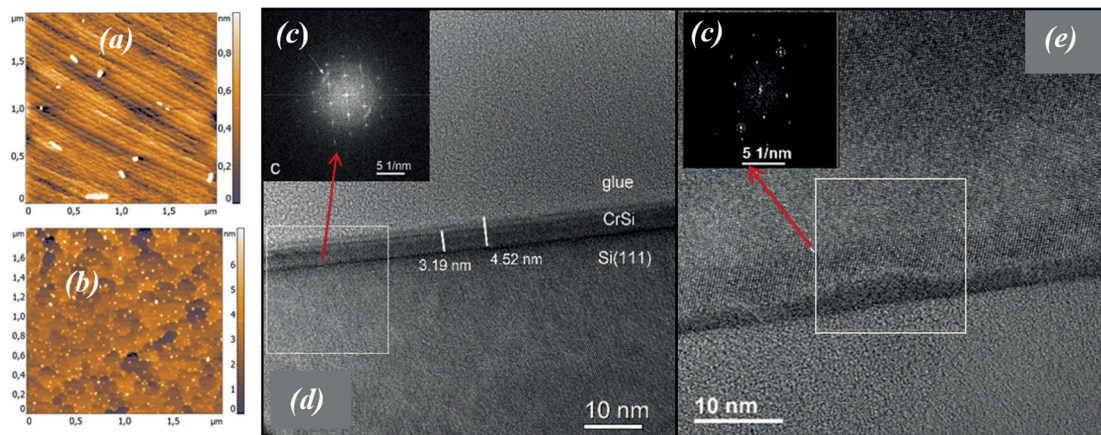 µm
nm
(a)
1,5
1,0
0,5
0
0,8
0,6
0,4
0,2
0
0
0,5
1,0
1,5
µm
µm
nm
(b)
1,8
1,6
1,4
1,2
1,0
0,8
0,6
0,4
0,2
0
6
5
4
3
2
1
0
0
0,5
1,0
1,5
µm
(c)
C
5 1/nm
glue
CrSi
Si(111)
3.19 nm
4.52 nm
(d)
10 nm
(c)
(e)
5 1/nm
10 nm